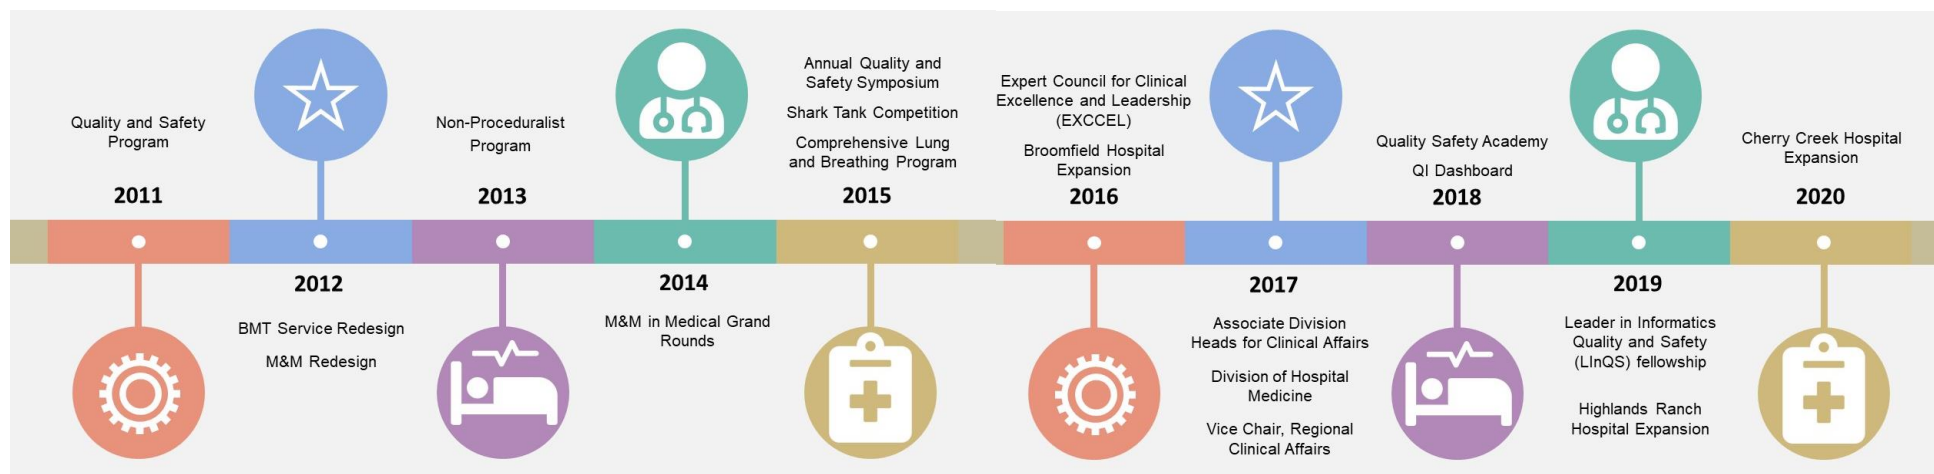 Quality and Safety
Program
2011
2012
BMT Service Redesign
M&M Redesign
Non-Proceduralist
Program
2013
2014
M&M in Medical Grand
Rounds
Annual Quality and
Safety Symposium
Shark Tank Competition
Comprehensive Lung
and Breathing Program
2015
Expert Council for Clinical
Excellence and Leadership
(EXCCEL)
Broomfield Hospital
Expansion
2016
2017
Associate Division
Heads for Clinical Affairs
Division of Hospital
Medicine
Vice Chair, Regional
Clinical Affairs
Quality Safety Academy
QI Dashboard
2018
2019
Leader in Informatics
Quality and Safety
(LInQS) fellowship
Highlands Ranch
Hospital Expansion
Cherry Creek Hospital
Expansion
2020